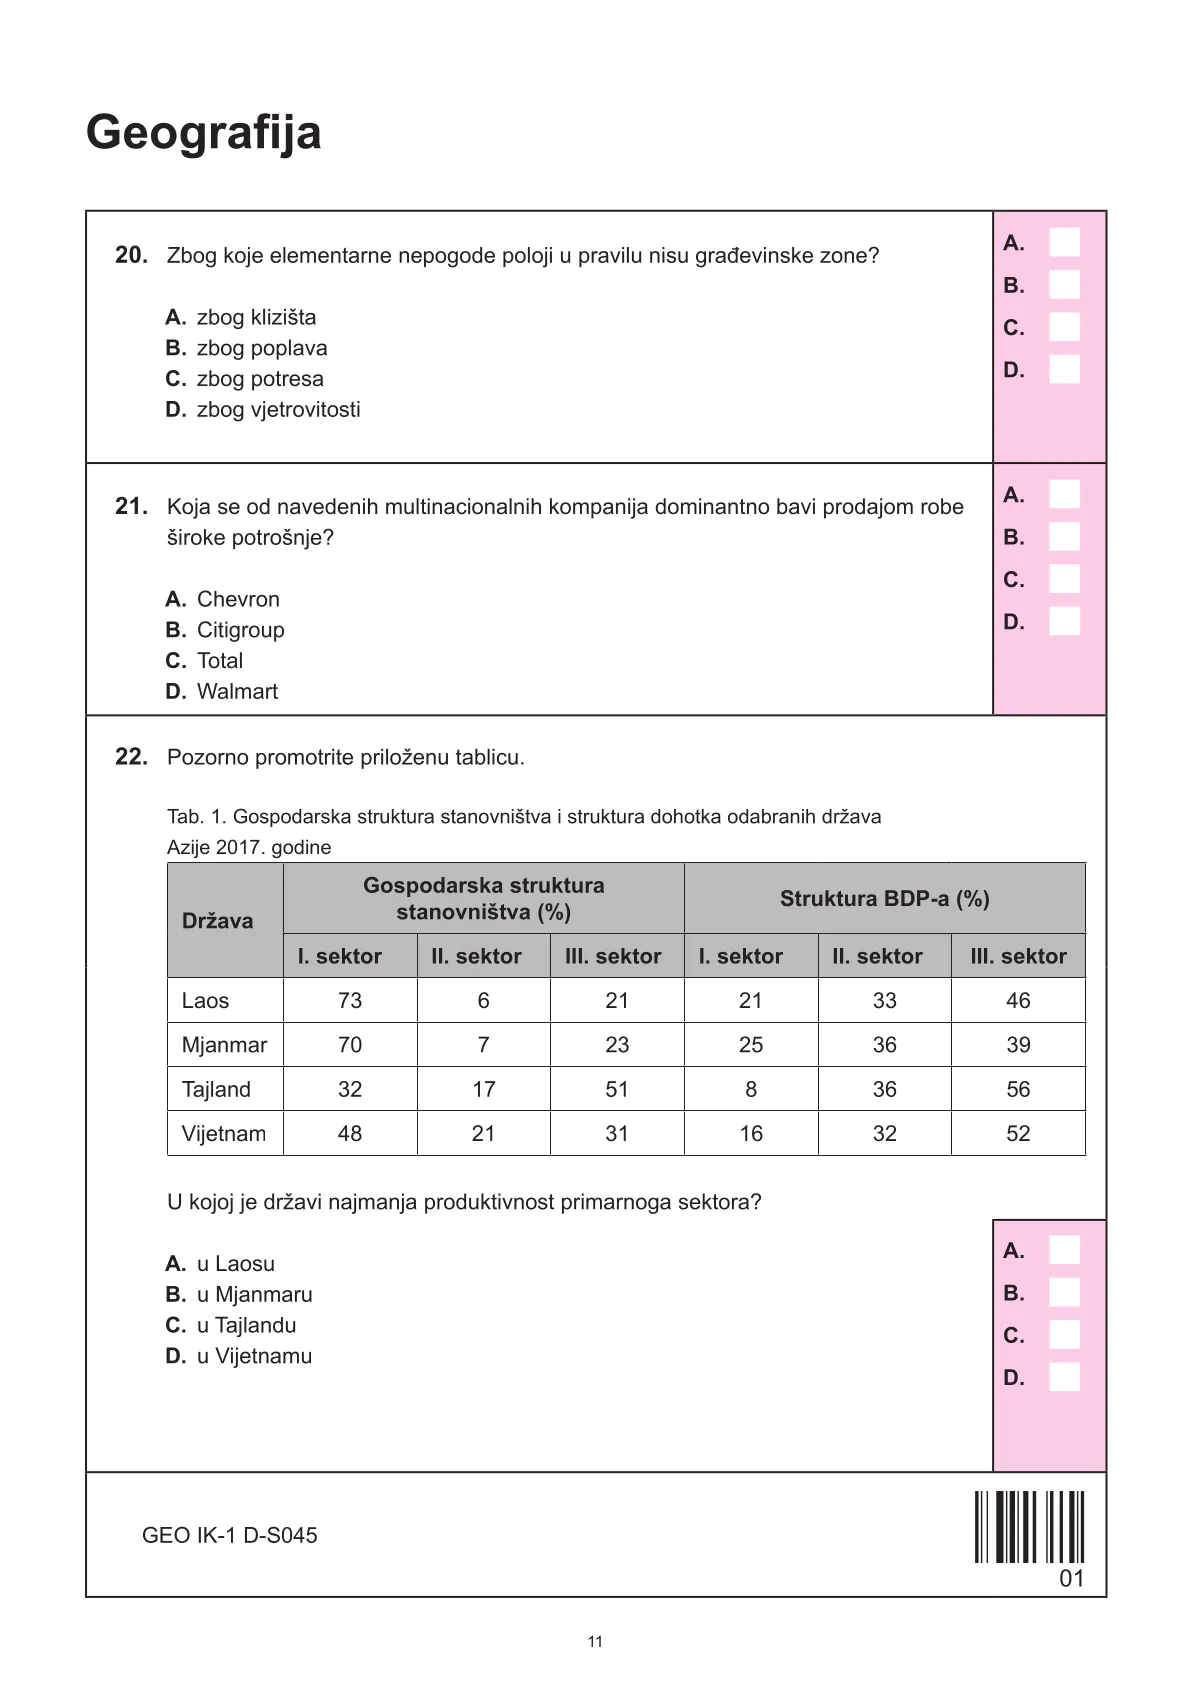 Geografija
20. Zbog koje elementarne nepogode poloji u pravilu nisu građevinske zone?
A. zbog klizišta
B. zbog poplava
C. zbog potresa
D. zbog vjetrovitosti
A.
B.
C.
D.
21. Koja se od navedenih multinacionalnih kompanija dominantno bavi prodajom robe
široke potrošnje?
A. Chevron
B. Citigroup
C. Total
D. Walmart
A.
B.
C.
D.
22. Pozorno promotrite priloženu tablicu.
Tab. 1. Gospodarska struktura stanovništva i struktura dohotka odabranih država
Azije 2017. godine
Država
Gospodarska struktura
stanovništva (%)
Struktura BDP-a (%)
I. sektor II. sektor III. sektor I. sektor II. sektor III. sektor
Laos 73 6 21 21 33 46
Mjanmar 70 7 23 25 36 39
Tajland 32 17 51 8 36 56
Vijetnam 48 21 31 16 32 52
U kojoj je državi najmanja produktivnost primarnoga sektora?
A. u Laosu
B. u Mjanmaru
C. u Tajlandu
D. u Vijetnamu
A.
B.
C.
D.
GEO IK-1 D-S045
01
11